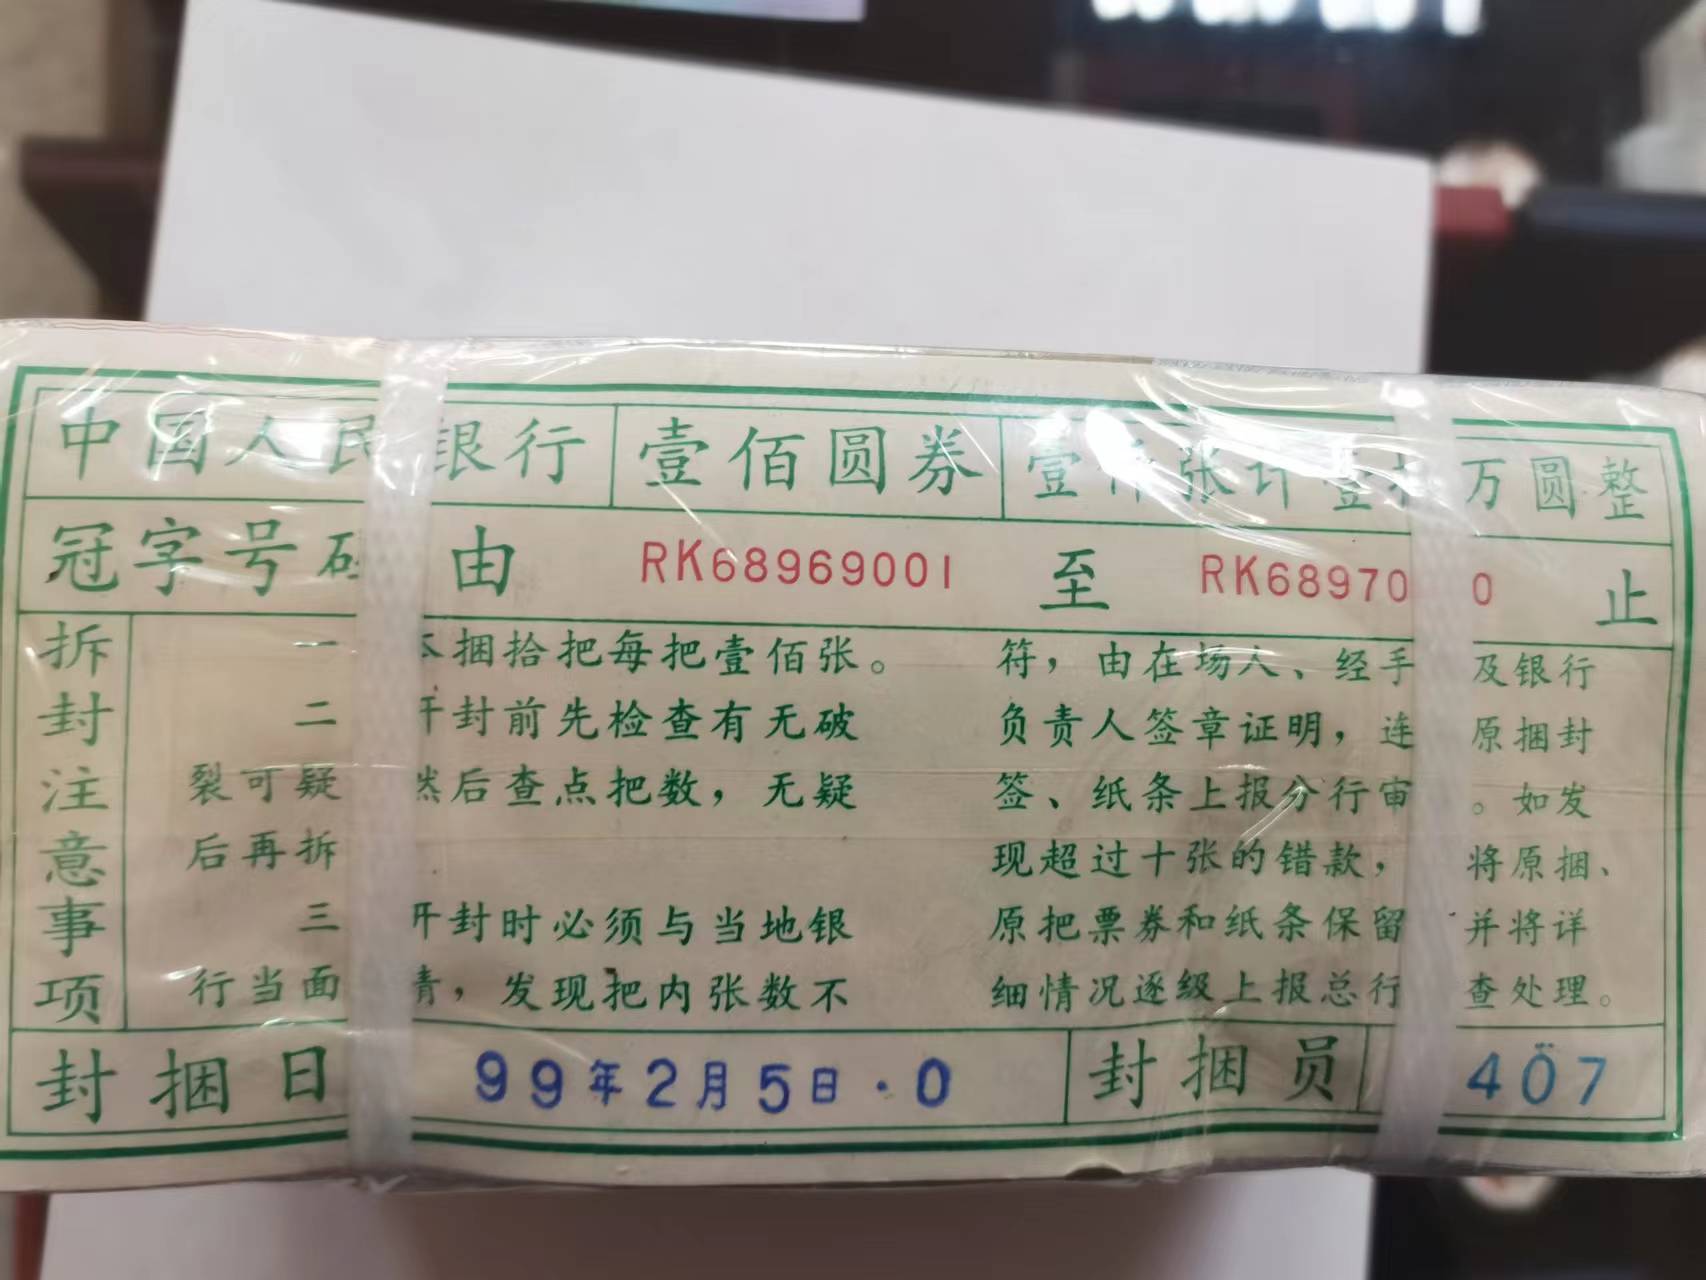 中国人民银行 壹佰圆券 壹仟张计壹拾万圆整
冠字号码 由 RK68969001 至 RK68970 0 止
拆封注意事项
一 本捆拾把每把壹佰张。
二 开封前先检查有无破
裂可疑 然后查点把数，无疑
后再拆
三 开封时必须与当地银
行当面 清，发现把内张数不
符，由在场人、经手 及银行
负责人签章证明，连 原捆封
签、纸条上报分行审 。如发
现超过十张的错款， 将原捆、
原把票券和纸条保留 并将详
细情况逐级上报总行 查处理。
封捆日 99年2月5日·0 封捆员 407